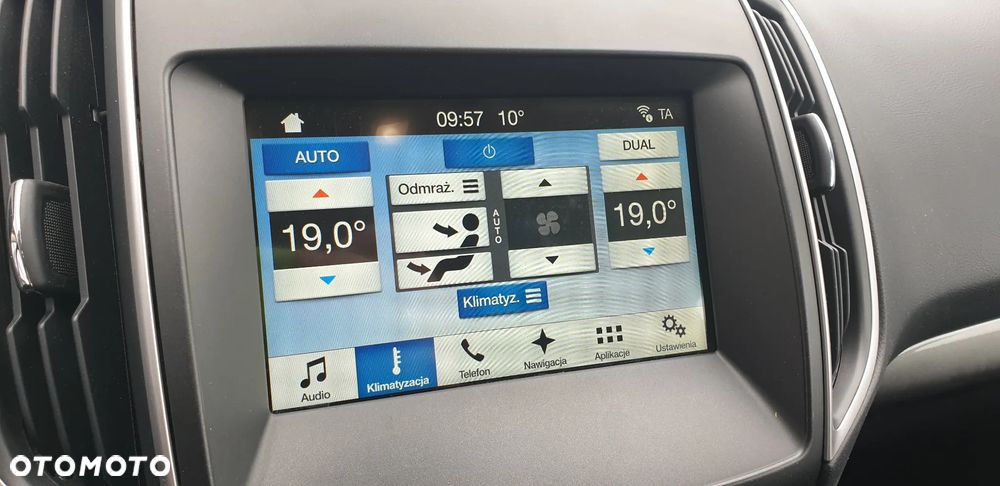 09:57 10° TA
AUTO
DUAL
Odmraż.
AUTO
19,0°
19,0°
Klimatyz.
Audio
Klimatyzacja
Telefon
Nawigacja
Aplikacje
Ustawienia
OTOMOTO